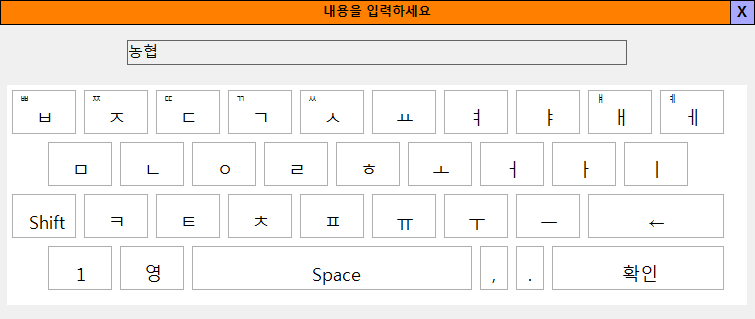 내용을 입력하세요 X
농협
ㅃ ㅉ ㄸ ㄲ ㅆ ㅒ ㅖ
ㅂ ㅈ ㄷ ㄱ ㅅ ㅛ ㅕ ㅑ ㅐ ㅔ
ㅁ ㄴ ㅇ ㄹ ㅎ ㅗ ㅓ ㅏ ㅣ
Shift ㅋ ㅌ ㅊ ㅍ ㅠ ㅜ ㅡ ←
1 영 Space , . 확인